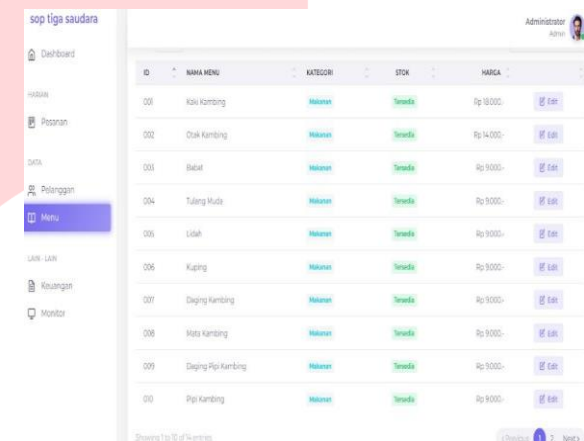 sop tiga saudara
Administrator
Admin
Dashboard
HARIAN
Pesanan
DATA
Pelanggan
Menu
LAIN - LAIN
Keuangan
Monitor
ID NAMA MENU KATEGORI STOK HARGA
001 Kaki Kambing Makanan Tersedia Rp 18.000,- Edit
002 Otak Kambing Makanan Tersedia Rp 14.000,- Edit
003 Babat Makanan Tersedia Rp 9.000,- Edit
004 Tulang Muda Makanan Tersedia Rp 9.000,- Edit
005 Lidah Makanan Tersedia Rp 9.000,- Edit
006 Kuping Makanan Tersedia Rp 9.000,- Edit
007 Daging Kambing Makanan Tersedia Rp 9.000,- Edit
008 Mata Kambing Makanan Tersedia Rp 9.000,- Edit
009 Daging Pipi Kambing Makanan Tersedia Rp 9.000,- Edit
010 Pipi Kambing Makanan Tersedia Rp 9.000,- Edit
Showing 1 to 10 of 14 entries
‹ Previous 1 2 Next ›